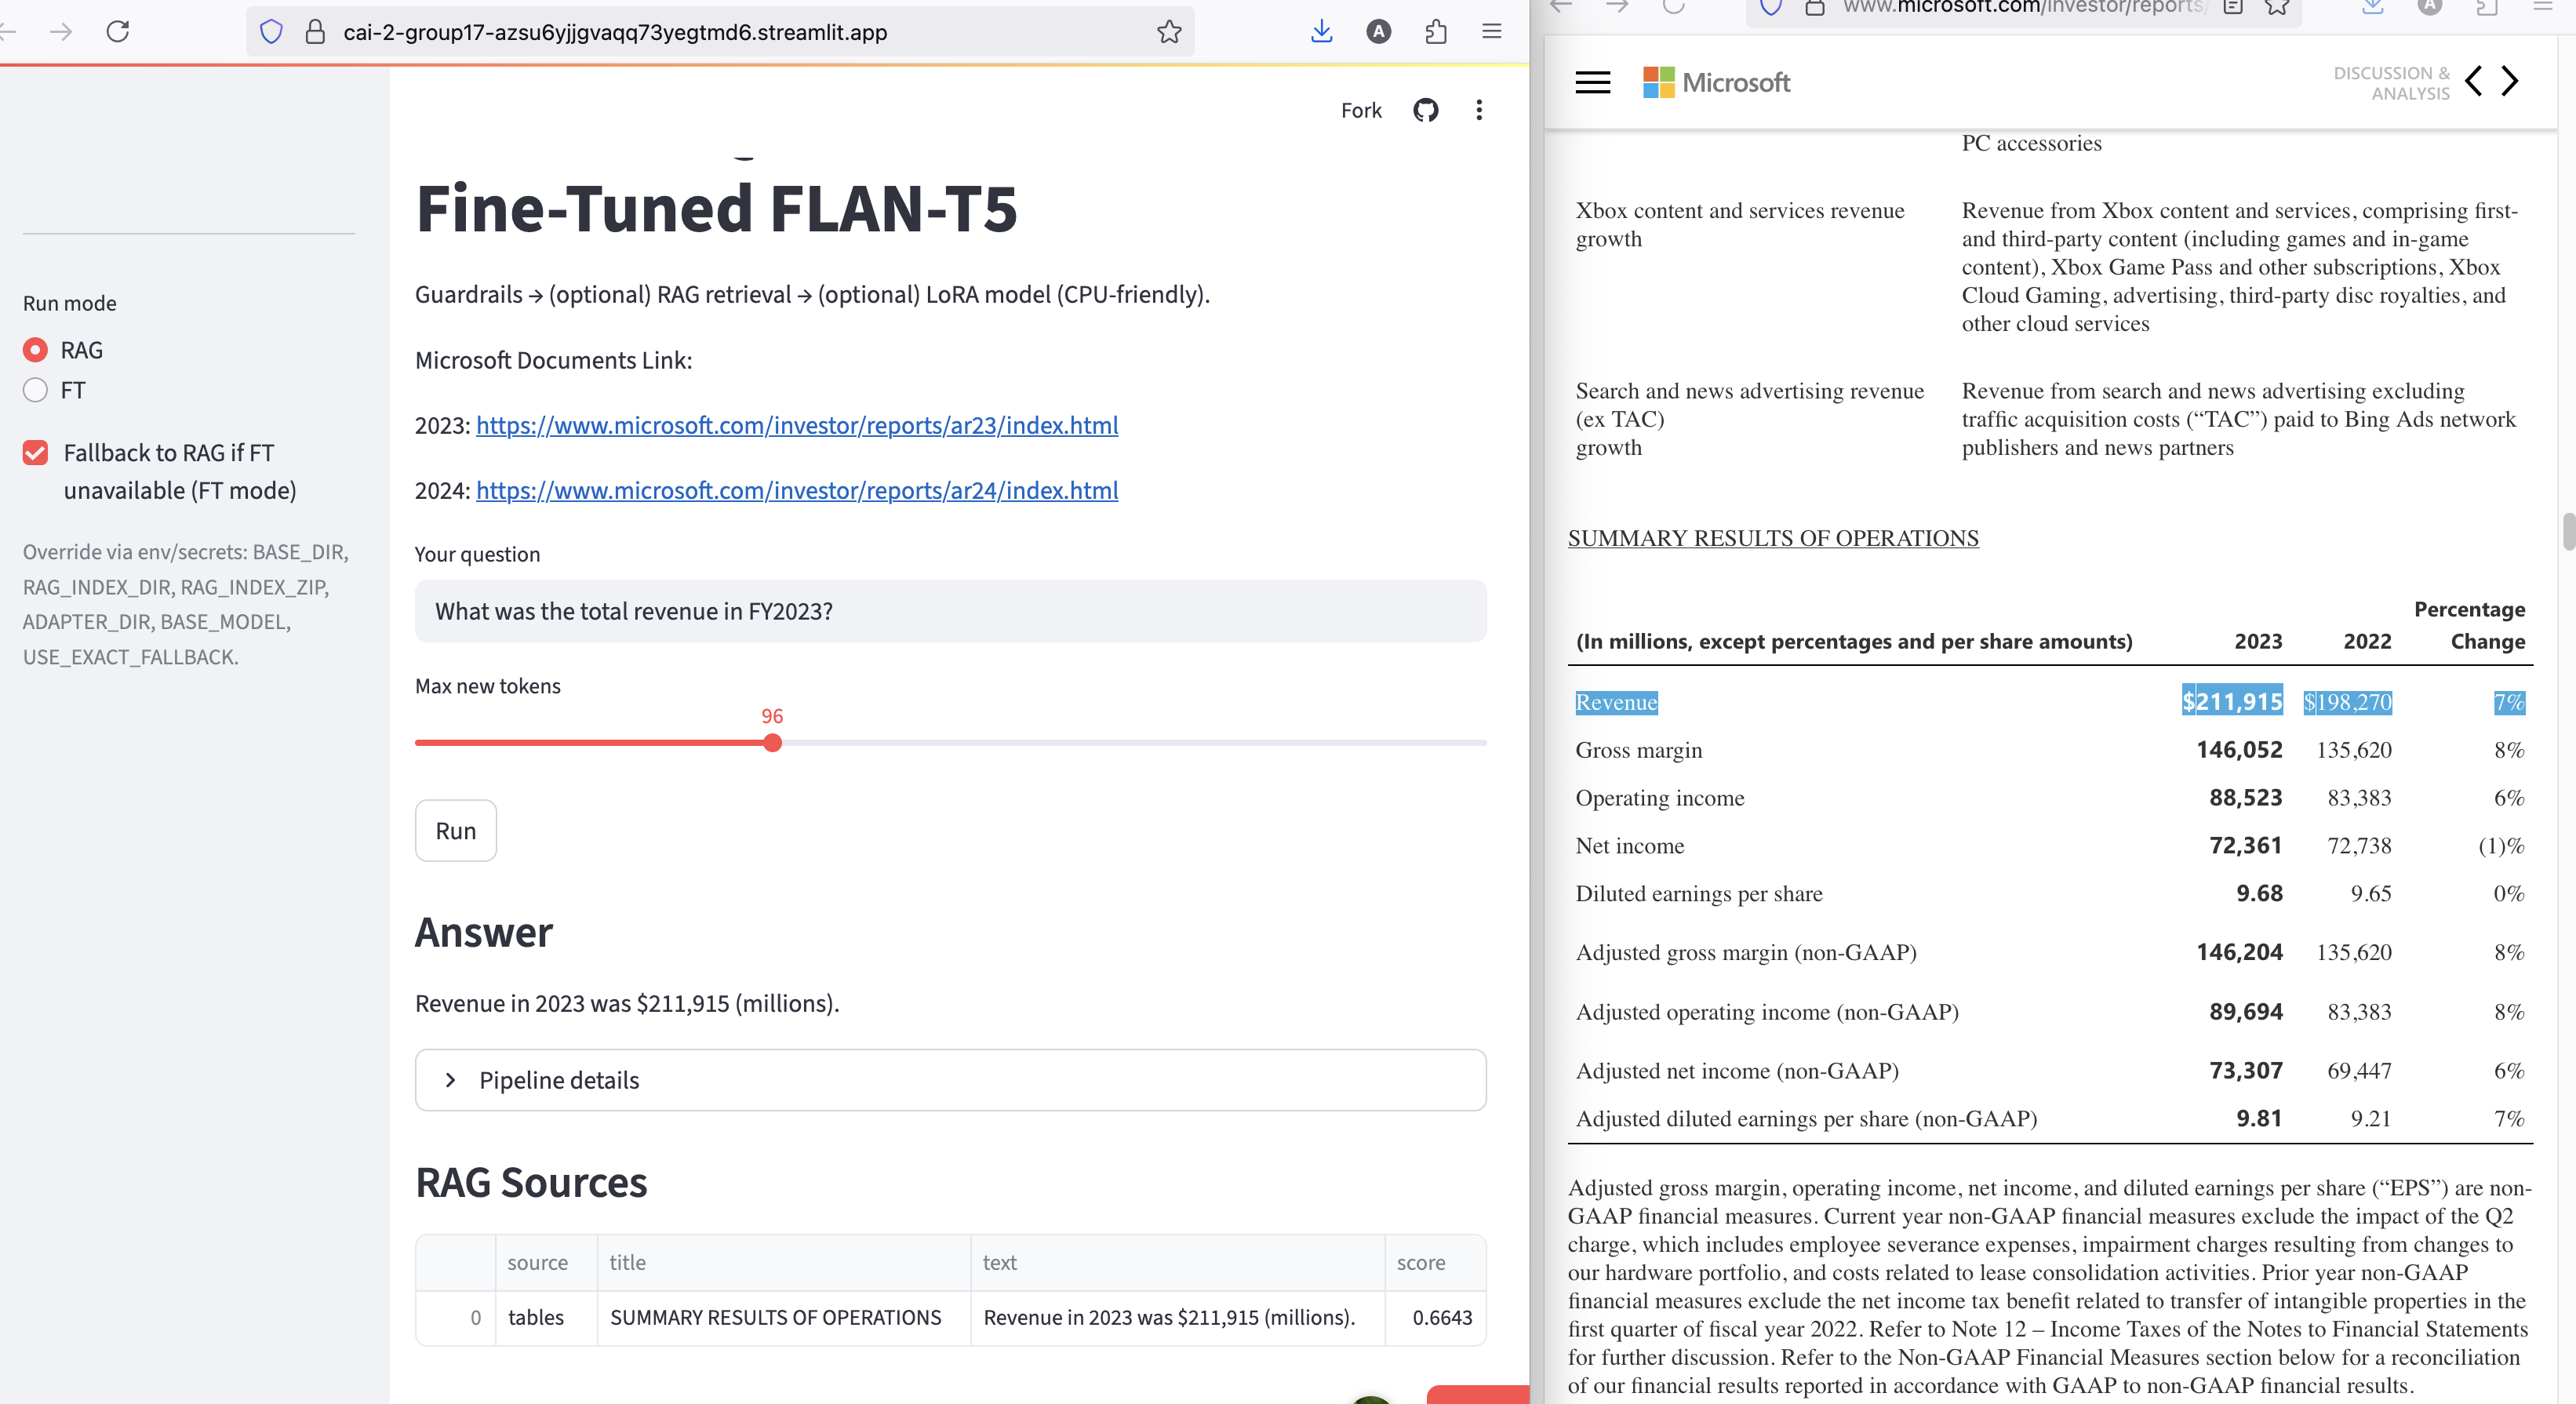 cai-2-group17-azsu6yjjgvaqq73yegtmd6.streamlit.app
A
Fork
Fine-Tuned FLAN-T5
Guardrails → (optional) RAG retrieval → (optional) LoRA model (CPU-friendly).
Microsoft Documents Link:
2023: https://www.microsoft.com/investor/reports/ar23/index.html
2024: https://www.microsoft.com/investor/reports/ar24/index.html
Run mode
RAG
FT
Fallback to RAG if FT
unavailable (FT mode)
Override via env/secrets: BASE_DIR,
RAG_INDEX_DIR, RAG_INDEX_ZIP,
ADAPTER_DIR, BASE_MODEL,
USE_EXACT_FALLBACK.
Your question
What was the total revenue in FY2023?
Max new tokens
96
Run
Answer
Revenue in 2023 was $211,915 (millions).
Pipeline details
RAG Sources
source title text score
0 tables SUMMARY RESULTS OF OPERATIONS Revenue in 2023 was $211,915 (millions). 0.6643
www.microsoft.com/investor/reports/
A
Microsoft
DISCUSSION &
ANALYSIS
PC accessories
Xbox content and services revenue
growth
Revenue from Xbox content and services, comprising first-
and third-party content (including games and in-game
content), Xbox Game Pass and other subscriptions, Xbox
Cloud Gaming, advertising, third-party disc royalties, and
other cloud services
Search and news advertising revenue
(ex TAC)
growth
Revenue from search and news advertising excluding
traffic acquisition costs (“TAC”) paid to Bing Ads network
publishers and news partners
SUMMARY RESULTS OF OPERATIONS
(In millions, except percentages and per share amounts) 2023 2022 Percentage
Change
Revenue $211,915 $198,270 7%
Gross margin 146,052 135,620 8%
Operating income 88,523 83,383 6%
Net income 72,361 72,738 (1)%
Diluted earnings per share 9.68 9.65 0%
Adjusted gross margin (non-GAAP) 146,204 135,620 8%
Adjusted operating income (non-GAAP) 89,694 83,383 8%
Adjusted net income (non-GAAP) 73,307 69,447 6%
Adjusted diluted earnings per share (non-GAAP) 9.81 9.21 7%
Adjusted gross margin, operating income, net income, and diluted earnings per share (“EPS”) are non-
GAAP financial measures. Current year non-GAAP financial measures exclude the impact of the Q2
charge, which includes employee severance expenses, impairment charges resulting from changes to
our hardware portfolio, and costs related to lease consolidation activities. Prior year non-GAAP
financial measures exclude the net income tax benefit related to transfer of intangible properties in the
first quarter of fiscal year 2022. Refer to Note 12 – Income Taxes of the Notes to Financial Statements
for further discussion. Refer to the Non-GAAP Financial Measures section below for a reconciliation
of our financial results reported in accordance with GAAP to non-GAAP financial results.